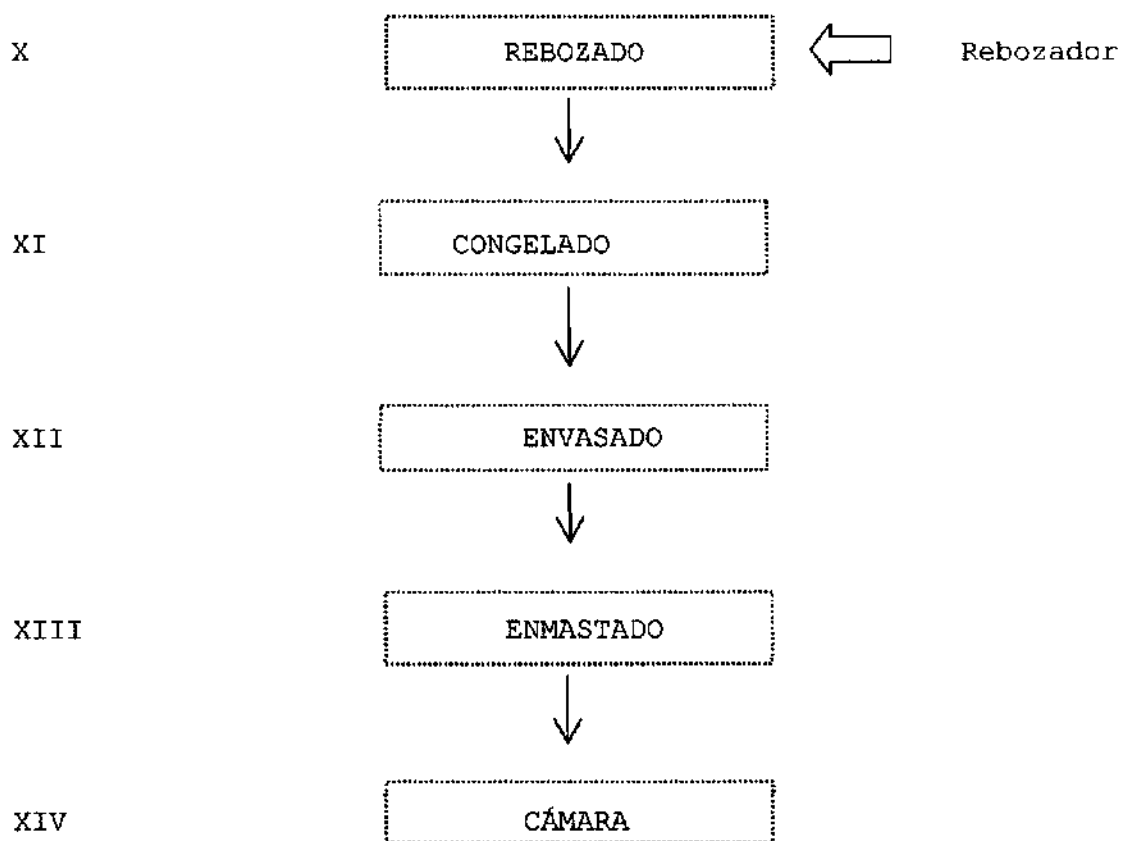 X REBOZADO Rebozador
XI CONGELADO
XII ENVASADO
XIII ENMASTADO
XIV CÁMARA